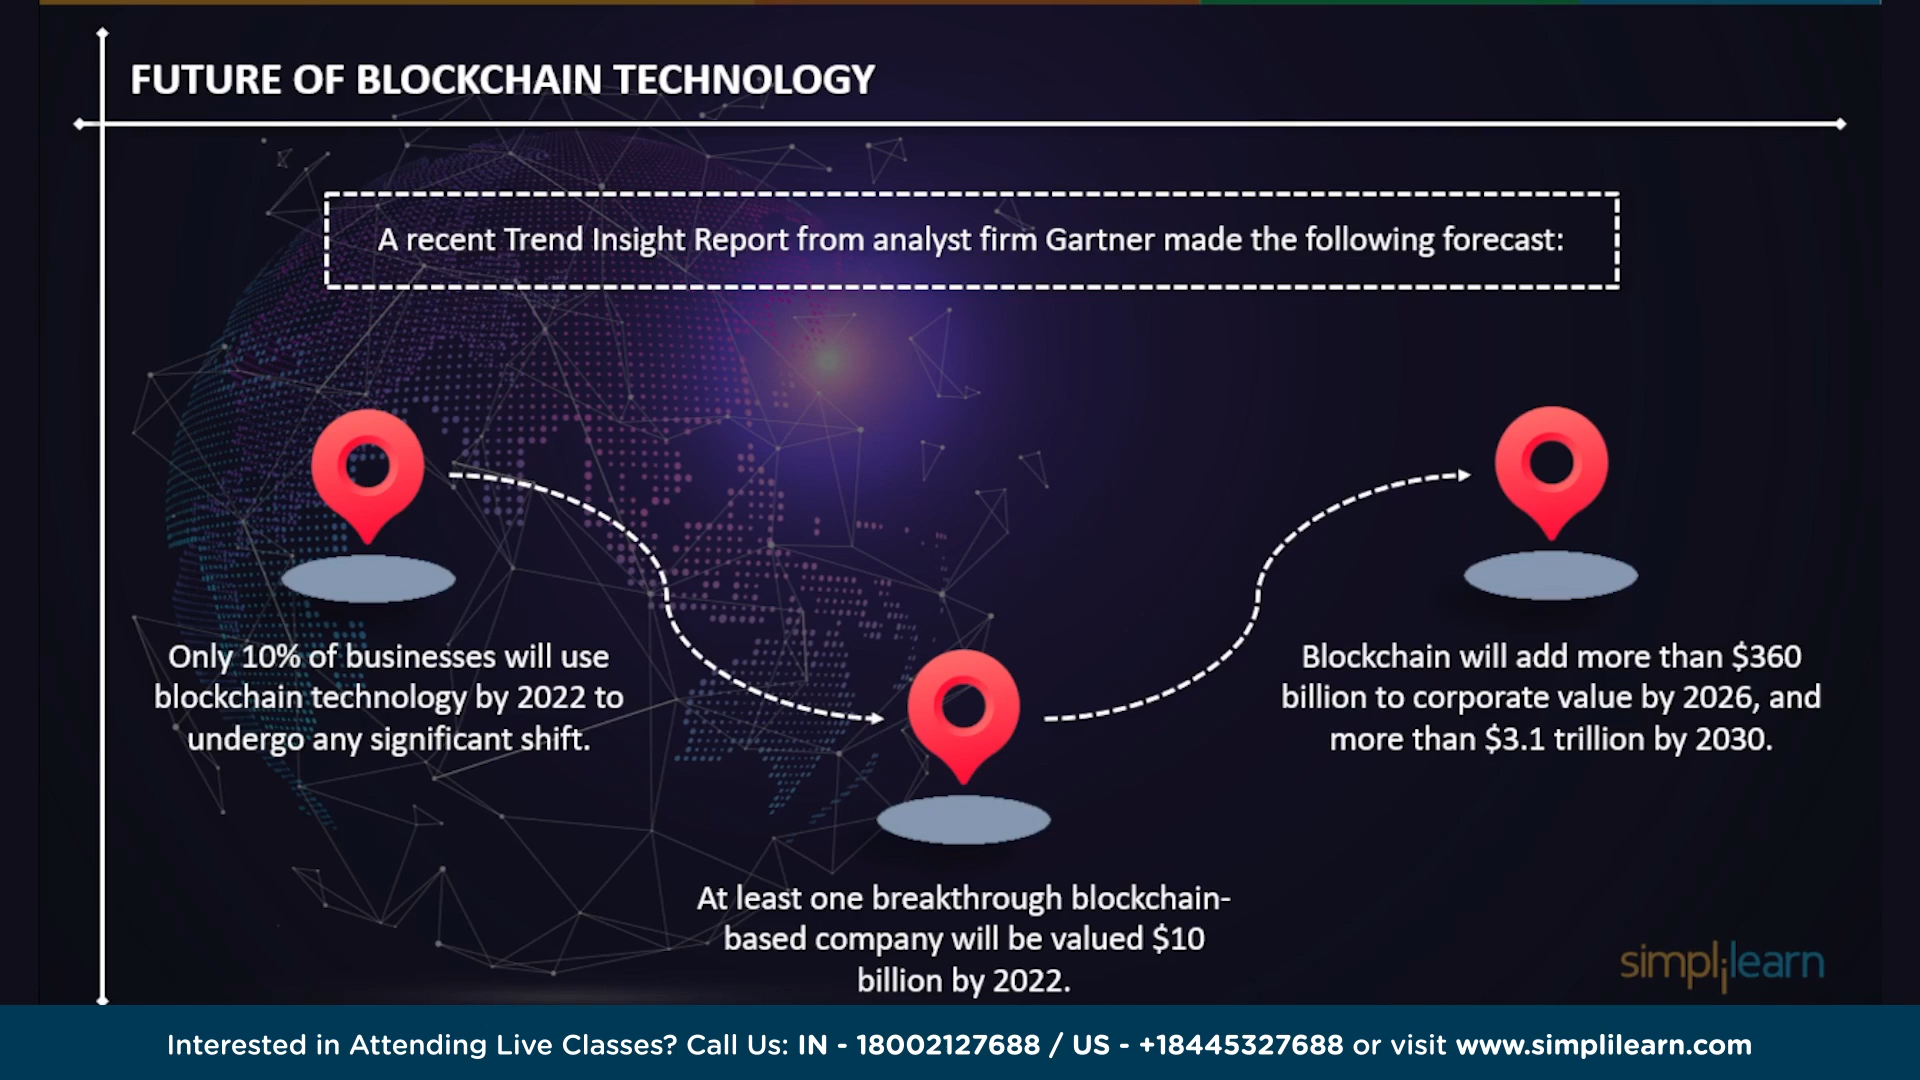 FUTURE OF BLOCKCHAIN TECHNOLOGY
A recent Trend Insight Report from analyst firm Gartner made the following forecast:
Only 10% of businesses will use
blockchain technology by 2022 to
undergo any significant shift.
At least one breakthrough blockchain-
based company will be valued $10
billion by 2022.
Blockchain will add more than $360
billion to corporate value by 2026, and
more than $3.1 trillion by 2030.
simplilearn
Interested in Attending Live Classes? Call Us: IN - 18002127688 / US - +18445327688 or visit www.simplilearn.com